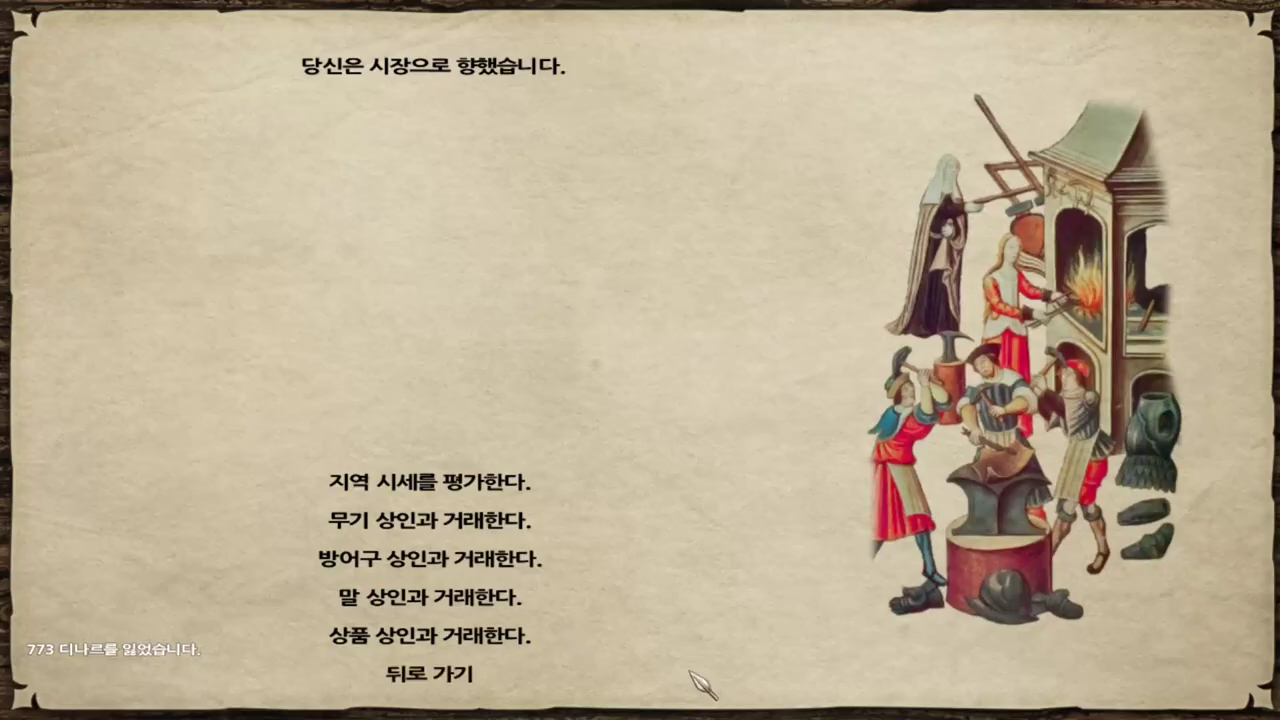 당신은 시장으로 향했습니다.
지역 시세를 평가한다.
무기 상인과 거래한다.
방어구 상인과 거래한다.
말 상인과 거래한다.
상품 상인과 거래한다.
773 디나르를 잃었습니다.
뒤로 가기